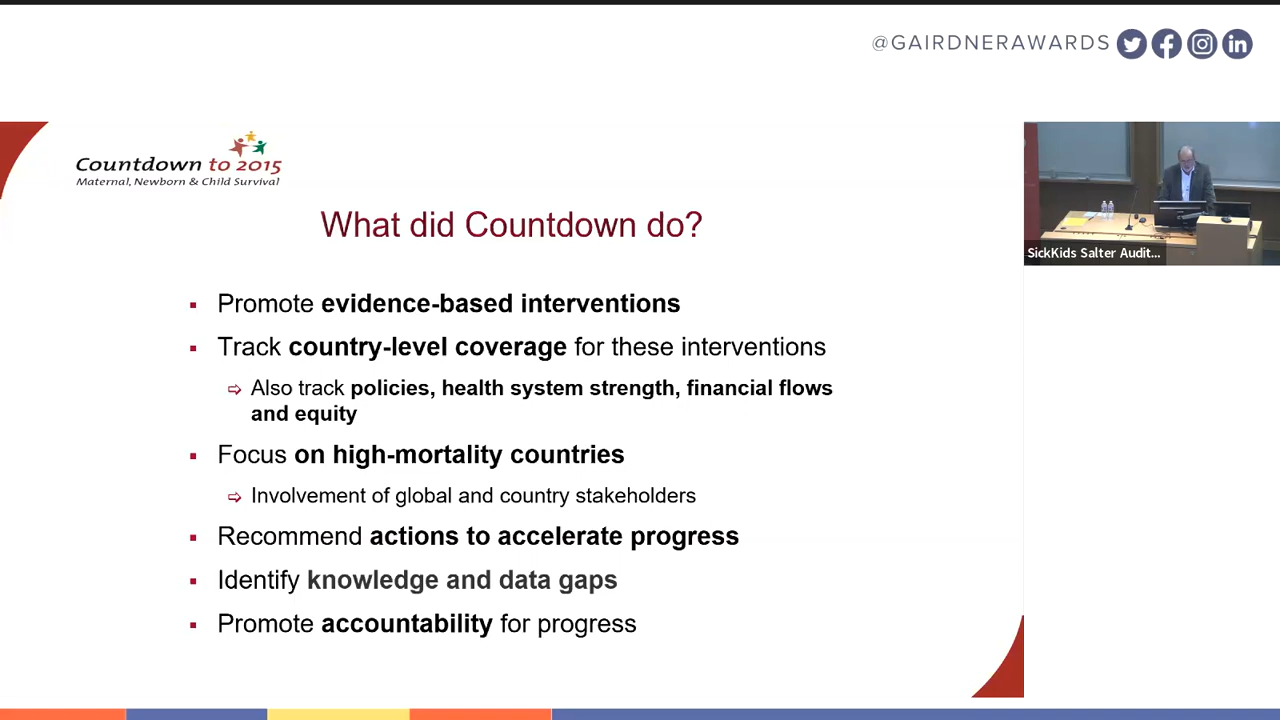 @GAIRDNERAWARDS
Countdown to 2015
Maternal, Newborn & Child Survival
What did Countdown do?
▪ Promote evidence-based interventions
▪ Track country-level coverage for these interventions
⇨ Also track policies, health system strength, financial flows
and equity
▪ Focus on high-mortality countries
⇨ Involvement of global and country stakeholders
▪ Recommend actions to accelerate progress
▪ Identify knowledge and data gaps
▪ Promote accountability for progress
SickKids Salter Audit...